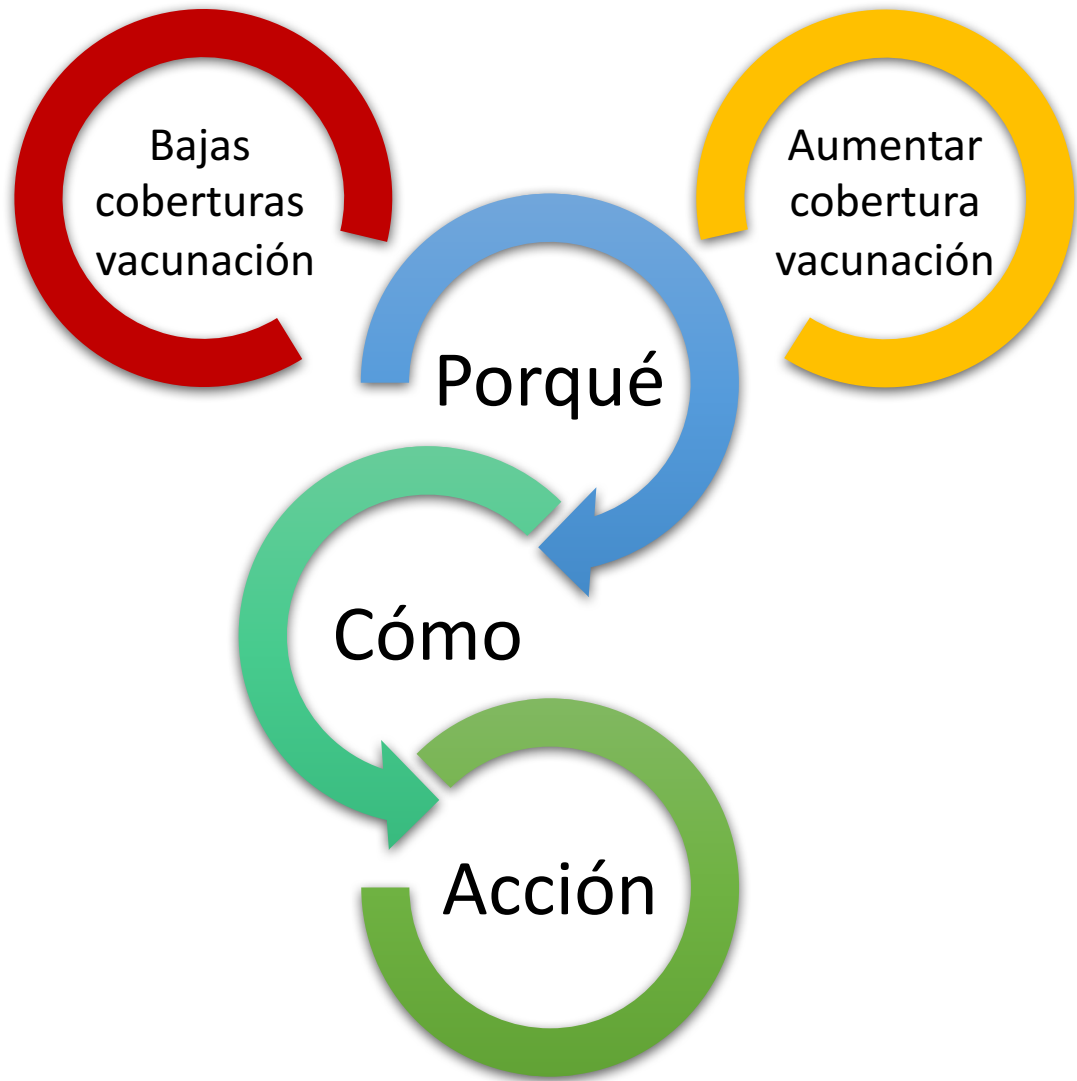 Bajas
coberturas
vacunación
Aumentar
cobertura
vacunación
Porqué
Cómo
Acción